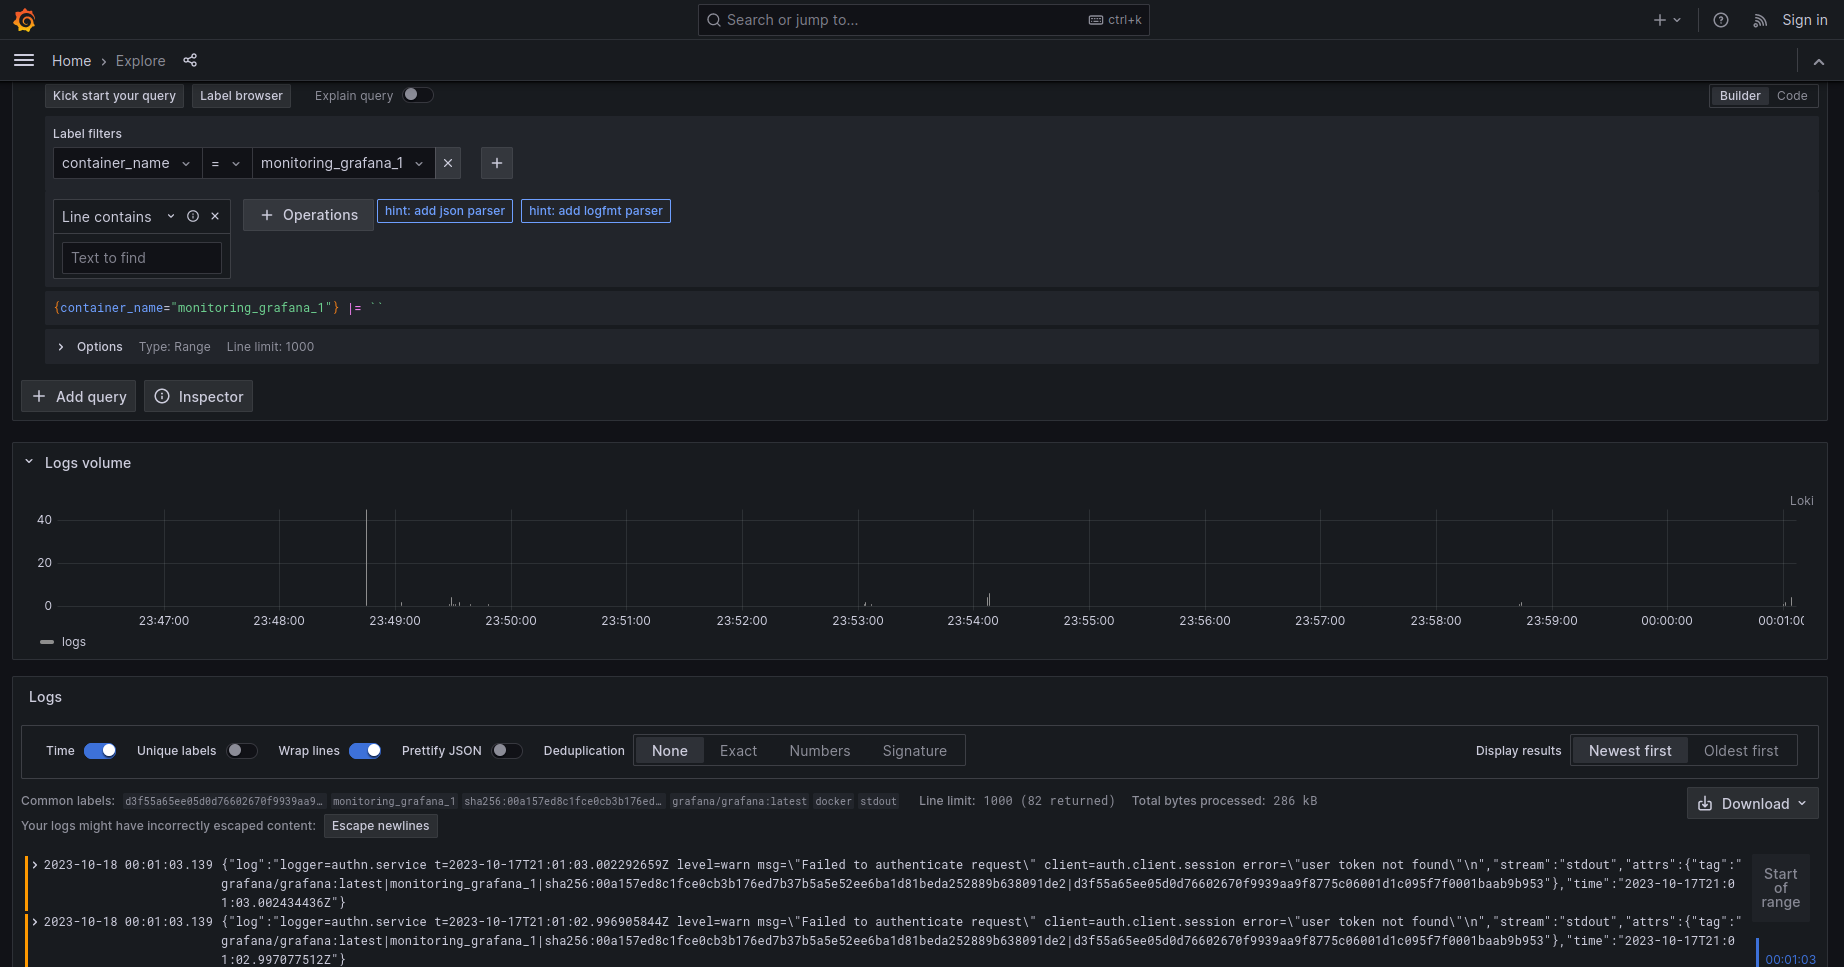 Search or jump to...
ctrl+k
Sign in
Home › Explore
Kick start your query
Label browser
Explain query
Builder
Code
Label filters
container_name
=
monitoring_grafana_1
Line contains
Operations
hint: add json parser
hint: add logfmt parser
Text to find
{container_name="monitoring_grafana_1"} |= ``
Options Type: Range Line limit: 1000
Add query
Inspector
Logs volume
Loki
40
20
0
23:47:00 23:48:00 23:49:00 23:50:00 23:51:00 23:52:00 23:53:00 23:54:00 23:55:00 23:56:00 23:57:00 23:58:00 23:59:00 00:00:00 00:01:00
logs
Logs
Time Unique labels Wrap lines Prettify JSON Deduplication None Exact Numbers Signature Display results Newest first Oldest first
Common labels: d3f55a65ee05d0d76602670f9939aa9… monitoring_grafana_1 sha256:00a157ed8c1fce0cb3b176ed… grafana/grafana:latest docker stdout Line limit: 1000 (82 returned) Total bytes processed: 286 kB
Download
Your logs might have incorrectly escaped content: Escape newlines
2023-10-18 00:01:03.139 {"log":"logger=authn.service t=2023-10-17T21:01:03.002292659Z level=warn msg=\"Failed to authenticate request\" client=auth.client.session error=\"user token not found\"\n","stream":"stdout","attrs":{"tag":"
grafana/grafana:latest|monitoring_grafana_1|sha256:00a157ed8c1fce0cb3b176ed7b37b5a5e52ee6ba1d81beda252889b638091de2|d3f55a65ee05d0d76602670f9939aa9f8775c06001d1c095f7f0001baab9b953"},"time":"2023-10-17T21:0
1:03.002434436Z"}
2023-10-18 00:01:03.139 {"log":"logger=authn.service t=2023-10-17T21:01:02.996905844Z level=warn msg=\"Failed to authenticate request\" client=auth.client.session error=\"user token not found\"\n","stream":"stdout","attrs":{"tag":"
grafana/grafana:latest|monitoring_grafana_1|sha256:00a157ed8c1fce0cb3b176ed7b37b5a5e52ee6ba1d81beda252889b638091de2|d3f55a65ee05d0d76602670f9939aa9f8775c06001d1c095f7f0001baab9b953"},"time":"2023-10-17T21:0
1:02.997077512Z"}
Start
of
range
00:01:03